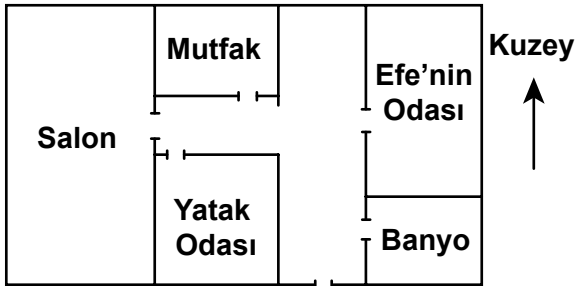 Mutfak
Efe’nin
Odası
Kuzey
Salon
Yatak
Odası
Banyo